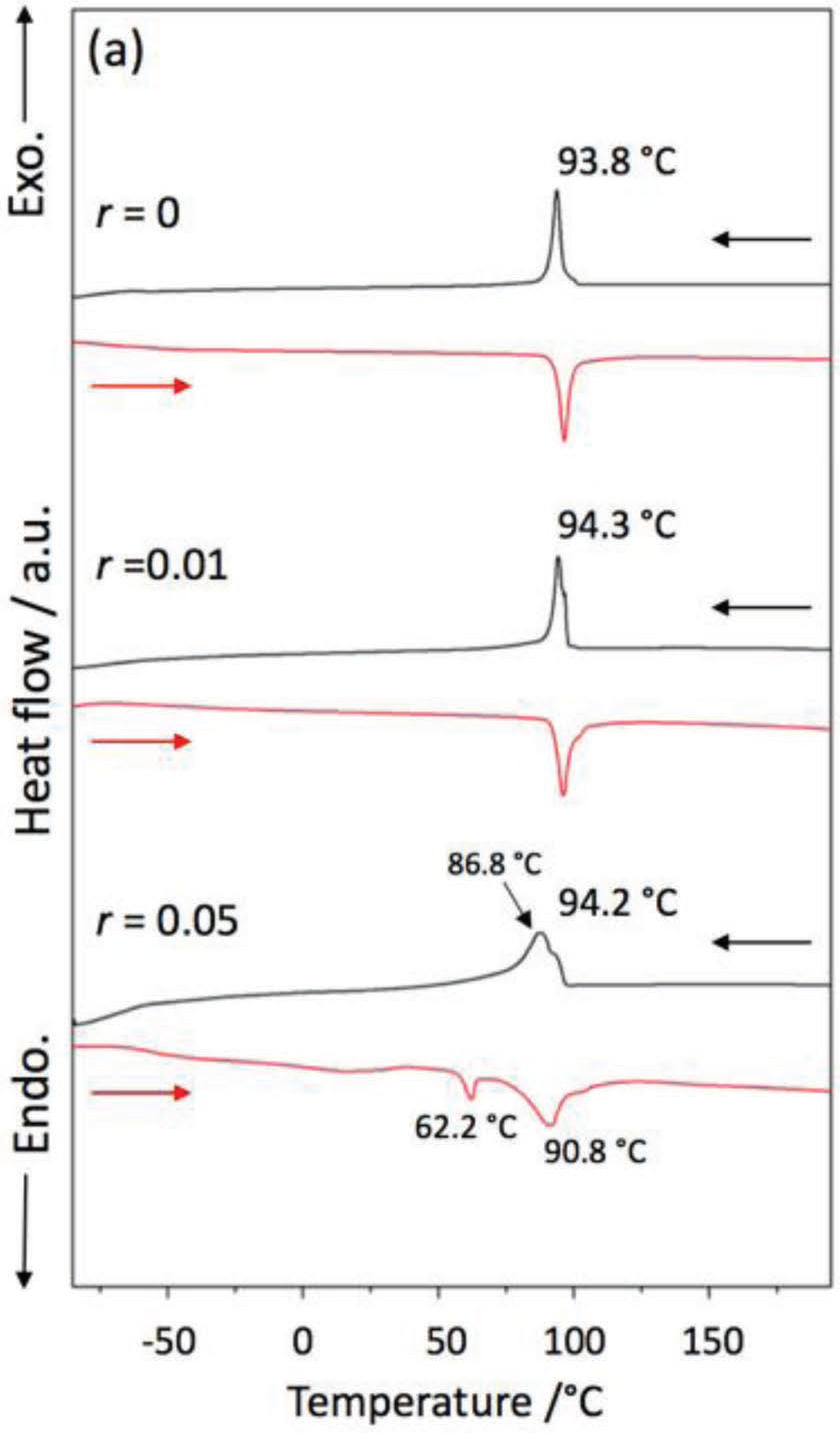 (a)
Exo.
93.8 °C
r = 0
94.3 °C
r =0.01
Heat flow / a.u.
86.8 °C
94.2 °C
r = 0.05
Endo.
62.2 °C
90.8 °C
-50 0 50 100 150
Temperature /°C